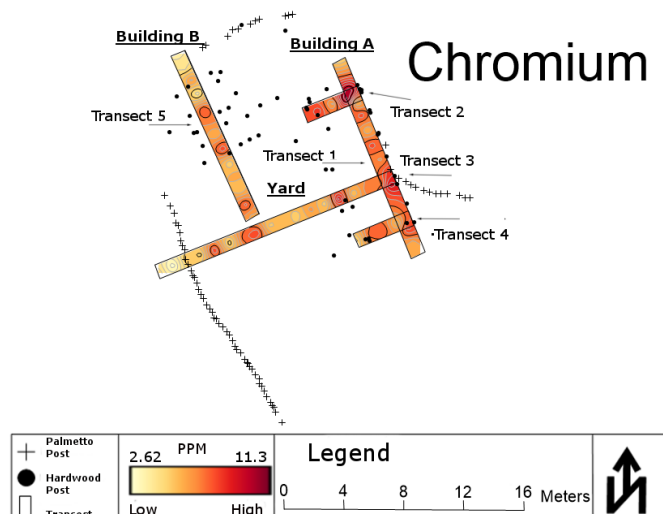 Chromium
Building B
Building A
Transect 2
Transect 5
Transect 1
Transect 3
Yard
Transect 4
Palmetto
Post
Hardwood
Post
Transect
PPM
2.62 11.3
Low High
Legend
0 4 8 12 16 Meters
N